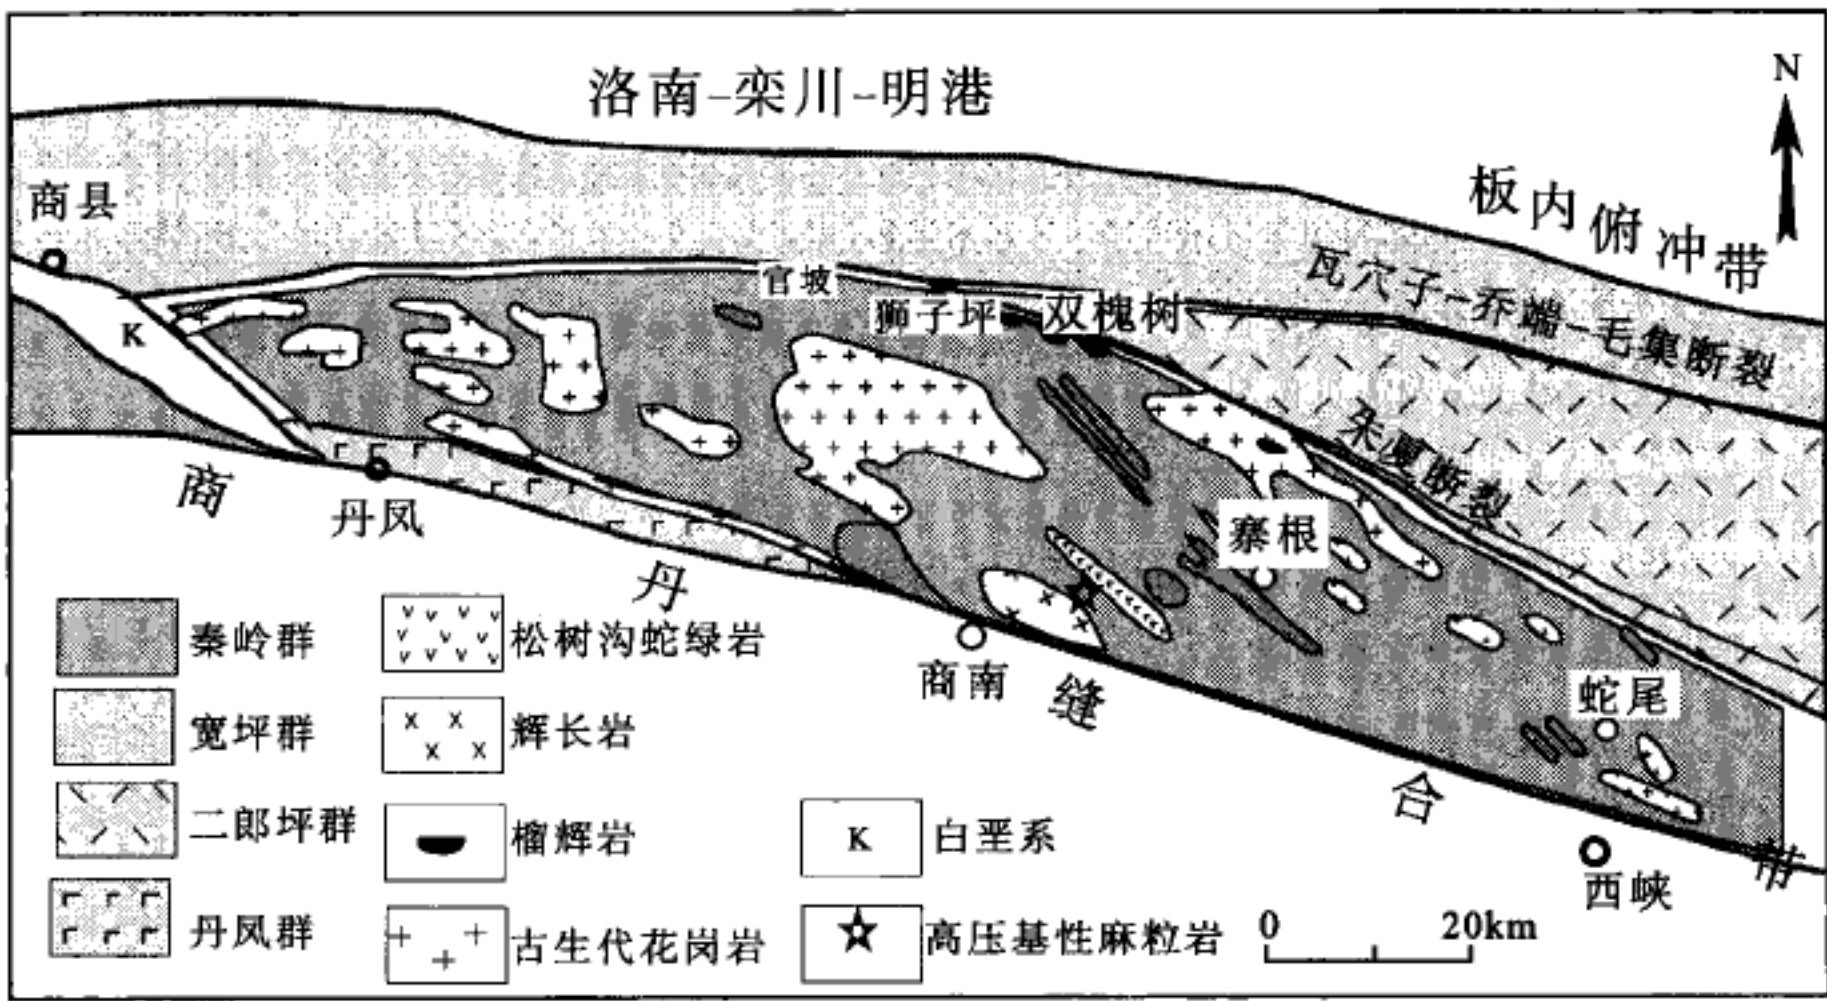 洛南-栾川-明港
N
板内俯冲带
商县
瓦穴子-乔端-毛集断裂
官坡
狮子坪
双槐树
K
朱夏断裂
商丹缝合带
丹凤
寨根
商南
蛇尾
西峡
秦岭群
松树沟蛇绿岩
宽坪群
辉长岩
二郎坪群
榴辉岩
K
白垩系
丹凤群
古生代花岗岩
高压基性麻粒岩
0
20km